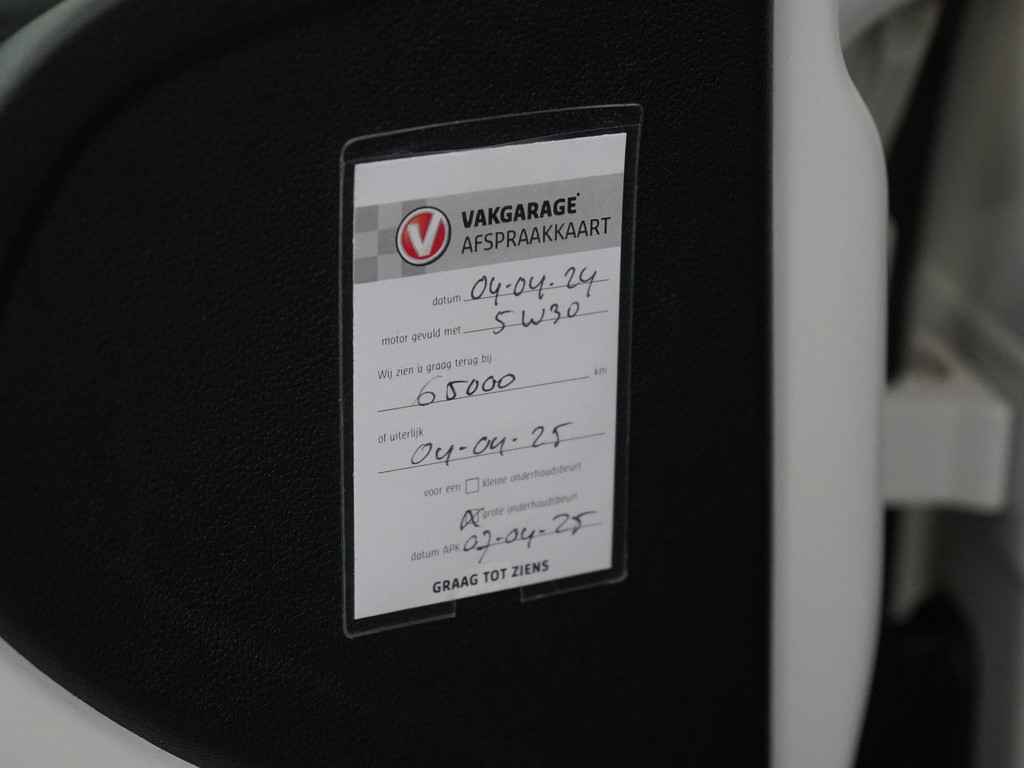 V
VAKGARAGE
AFSPRAAKKAART
datum 04-04-24
motor gevuld met 5W30
Wij zien u graag terug bij
65000 km
of uiterlijk
04-04-25
voor een kleine onderhoudsbeurt
grote onderhoudsbeurt
datum APK 07-04-25
GRAAG TOT ZIENS